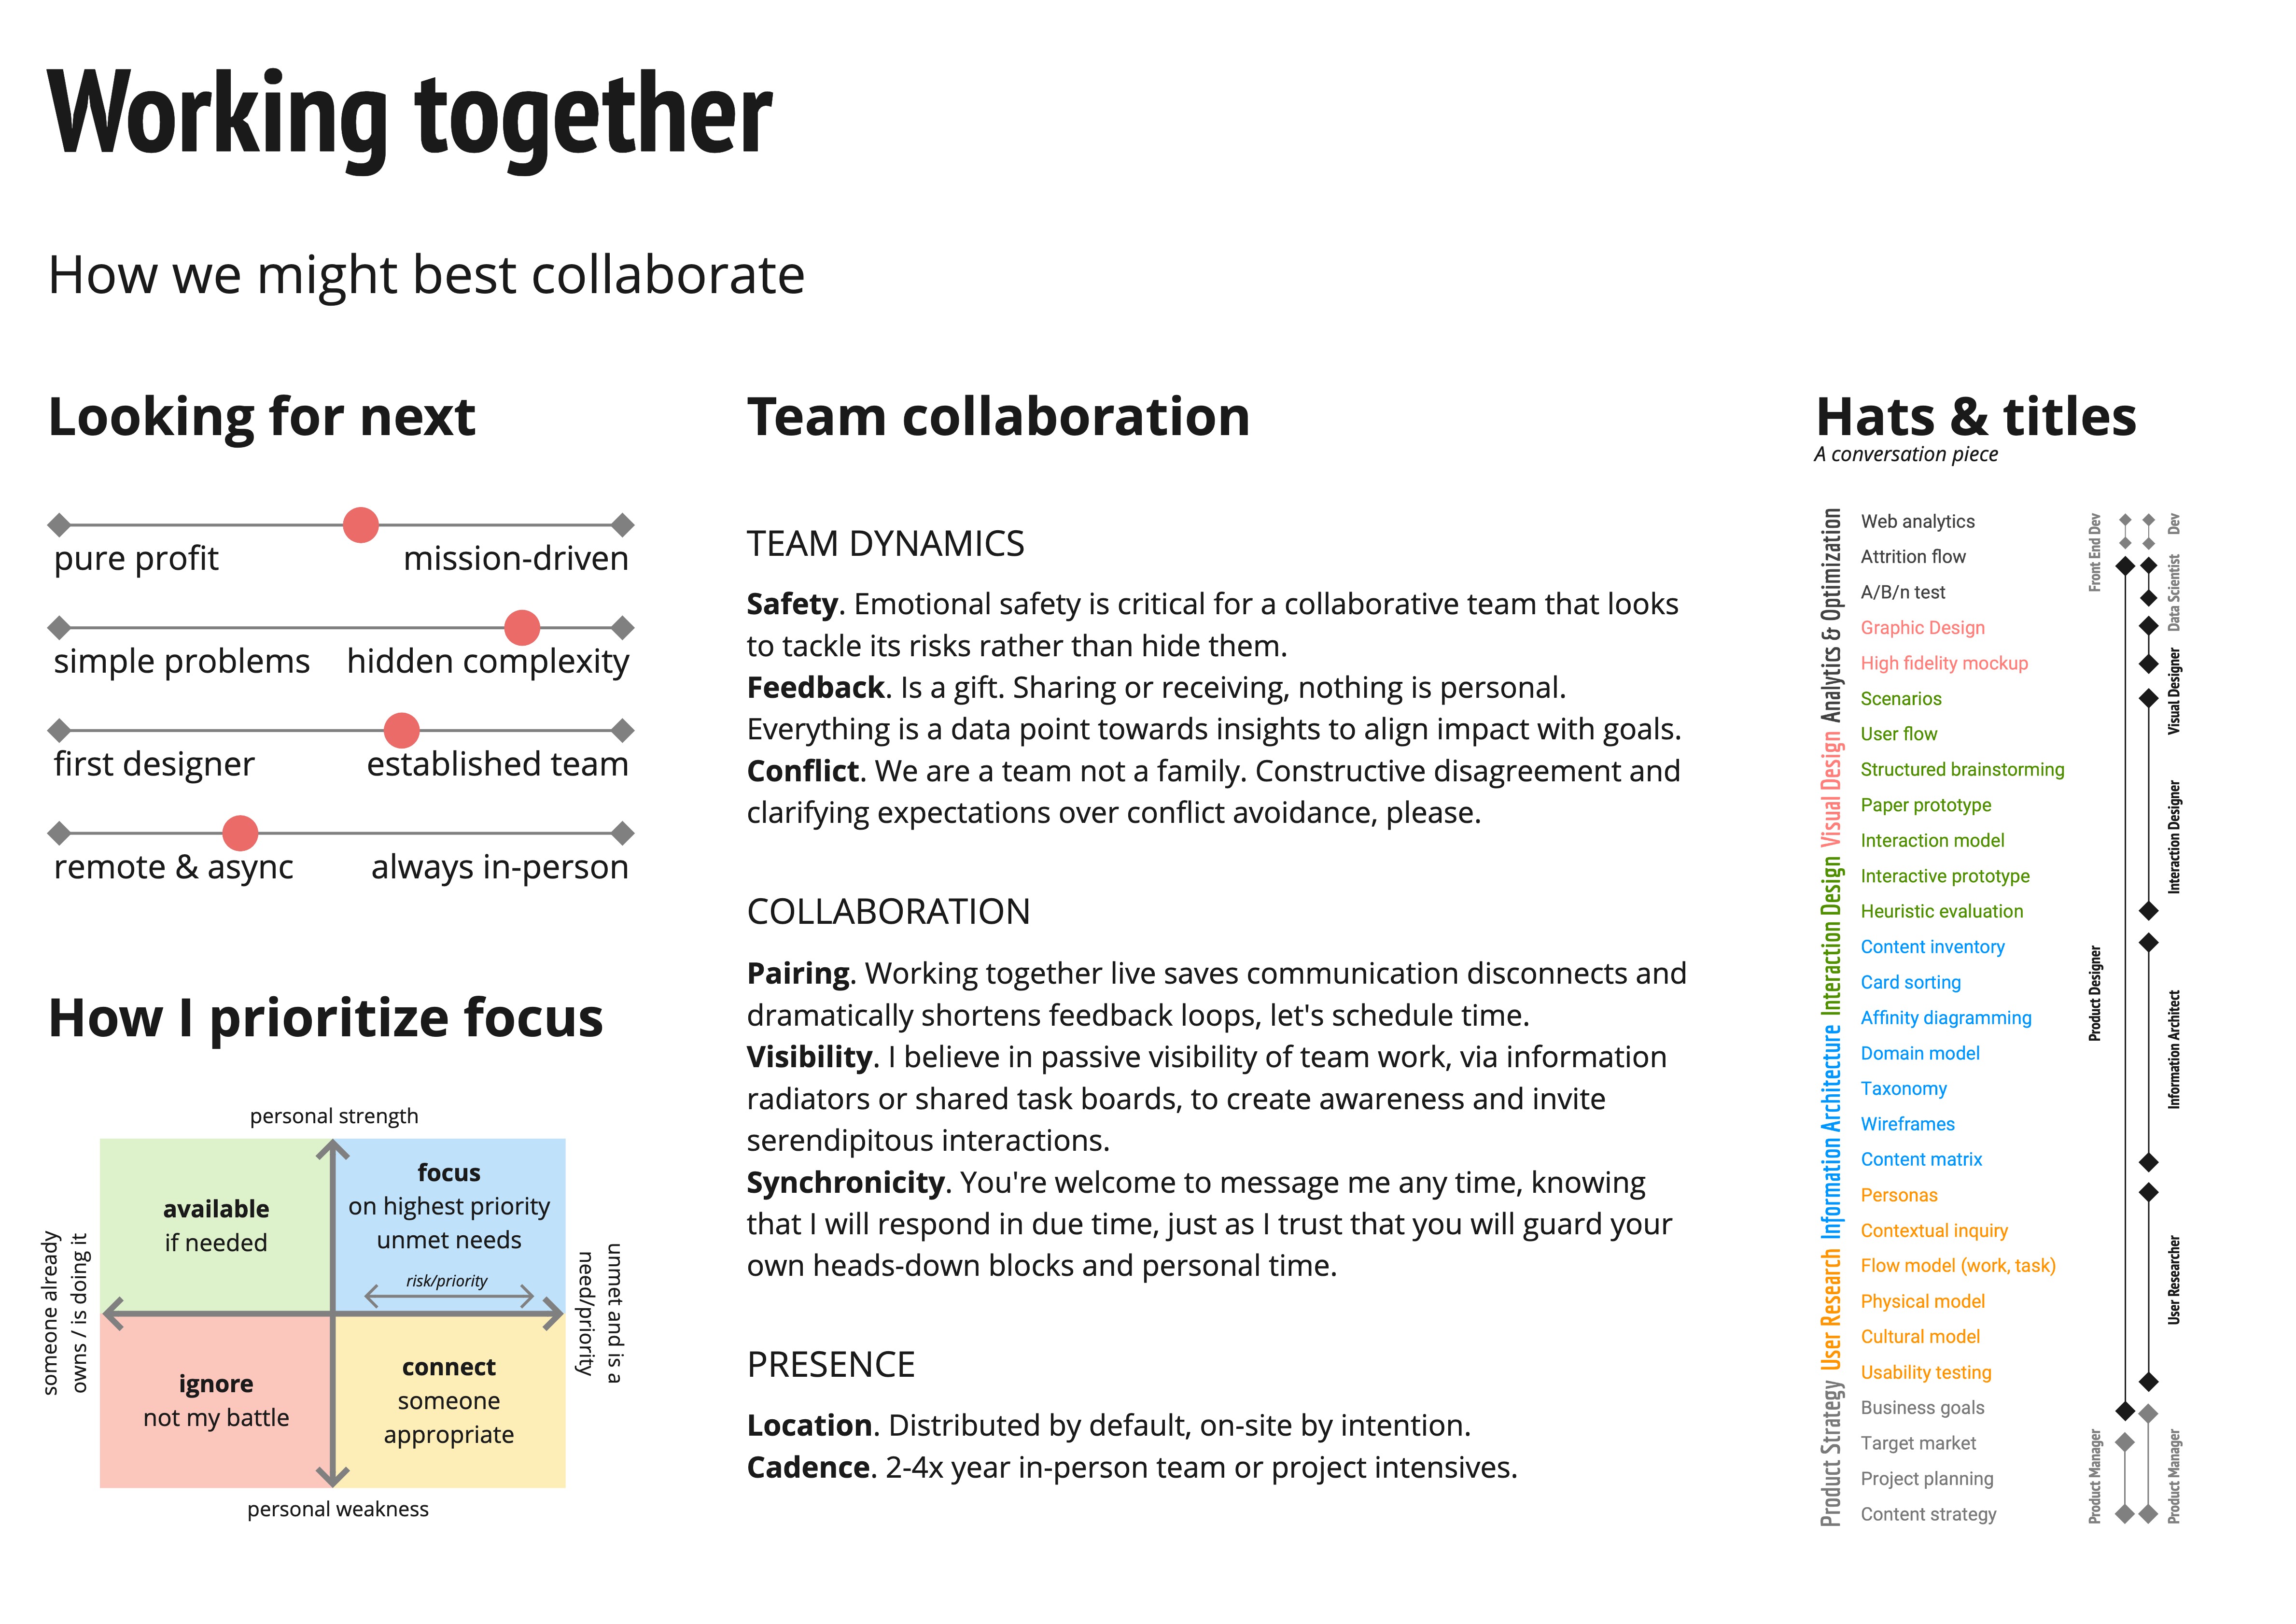 Working together
How we might best collaborate
Looking for next
pure profit mission-driven
simple problems hidden complexity
first designer established team
remote & async always in-person
How I prioritize focus
personal strength
someone already
owns / is doing it
available
if needed
focus
on highest priority
unmet needs
risk/priority
unmet and is a
need/priority
ignore
not my battle
connect
someone
appropriate
personal weakness
Team collaboration
TEAM DYNAMICS
Safety. Emotional safety is critical for a collaborative team that looks
to tackle its risks rather than hide them.
Feedback. Is a gift. Sharing or receiving, nothing is personal.
Everything is a data point towards insights to align impact with goals.
Conflict. We are a team not a family. Constructive disagreement and
clarifying expectations over conflict avoidance, please.
COLLABORATION
Pairing. Working together live saves communication disconnects and
dramatically shortens feedback loops, let's schedule time.
Visibility. I believe in passive visibility of team work, via information
radiators or shared task boards, to create awareness and invite
serendipitous interactions.
Synchronicity. You're welcome to message me any time, knowing
that I will respond in due time, just as I trust that you will guard your
own heads-down blocks and personal time.
PRESENCE
Location. Distributed by default, on-site by intention.
Cadence. 2-4x year in-person team or project intensives.
Hats & titles
A conversation piece
Analytics & Optimization
Web analytics
Attrition flow
A/B/n test
Visual Design
Graphic Design
High fidelity mockup
Interaction Design
Scenarios
User flow
Structured brainstorming
Paper prototype
Interaction model
Interactive prototype
Heuristic evaluation
Information Architecture
Content inventory
Card sorting
Affinity diagramming
Domain model
Taxonomy
Wireframes
Content matrix
User Research
Personas
Contextual inquiry
Flow model (work, task)
Physical model
Cultural model
Usability testing
Product Strategy
Business goals
Target market
Project planning
Content strategy
Front End Dev
Product Designer
Product Manager
Dev
Data Scientist
Visual Designer
Interaction Designer
Information Architect
User Researcher
Product Manager